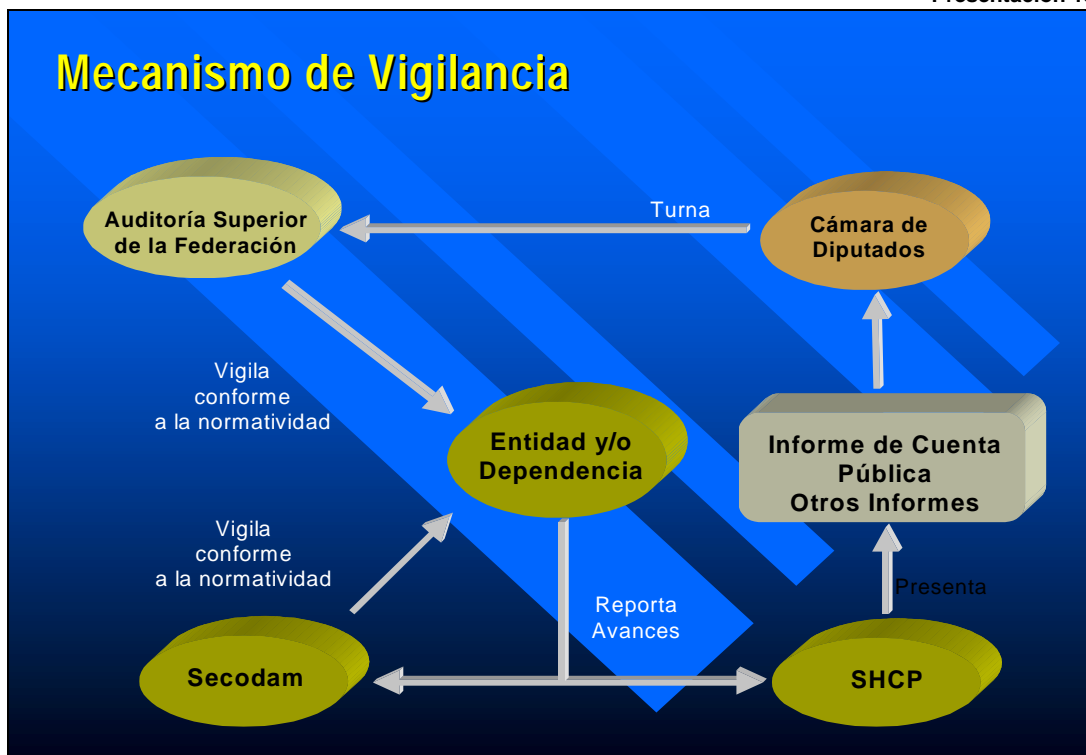 Mecanismo de Vigilancia
Auditoría Superior
de la Federación
Turna
Cámara de
Diputados
Vigila
conforme
a la normatividad
Entidad y/o
Dependencia
Informe de Cuenta
Pública
Otros Informes
Vigila
conforme
a la normatividad
Reporta
Avances
Presenta
Secodam
SHCP